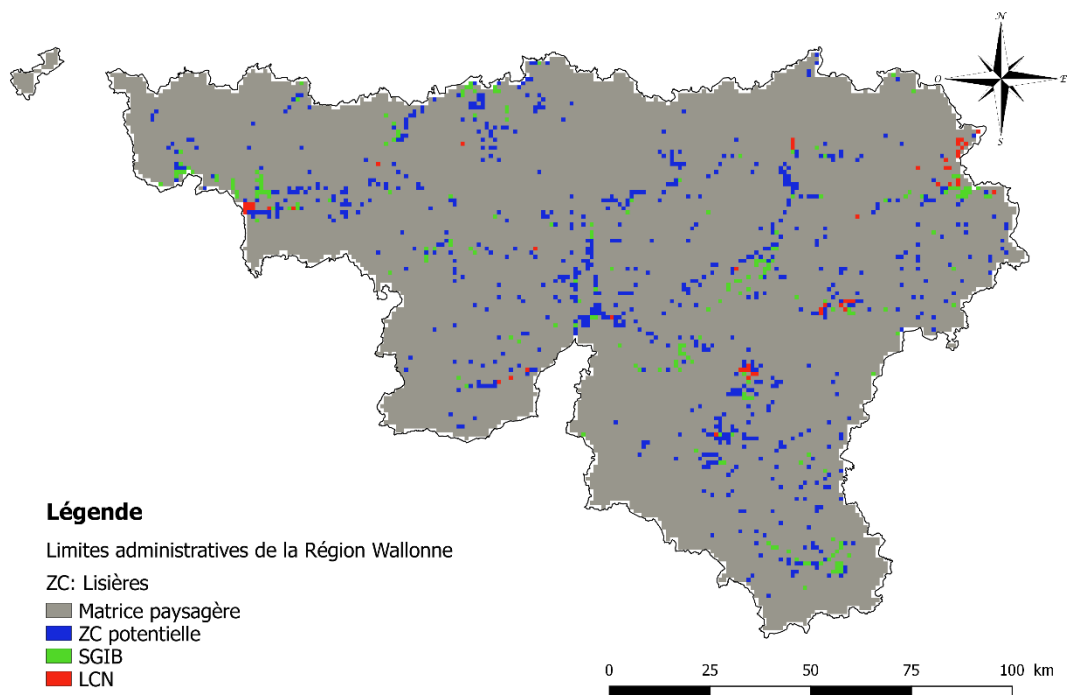 N
O
E
S
Légende
Limites administratives de la Région Wallonne
ZC: Lisières
Matrice paysagère
ZC potentielle
SGIB
LCN
0 25 50 75 100 km